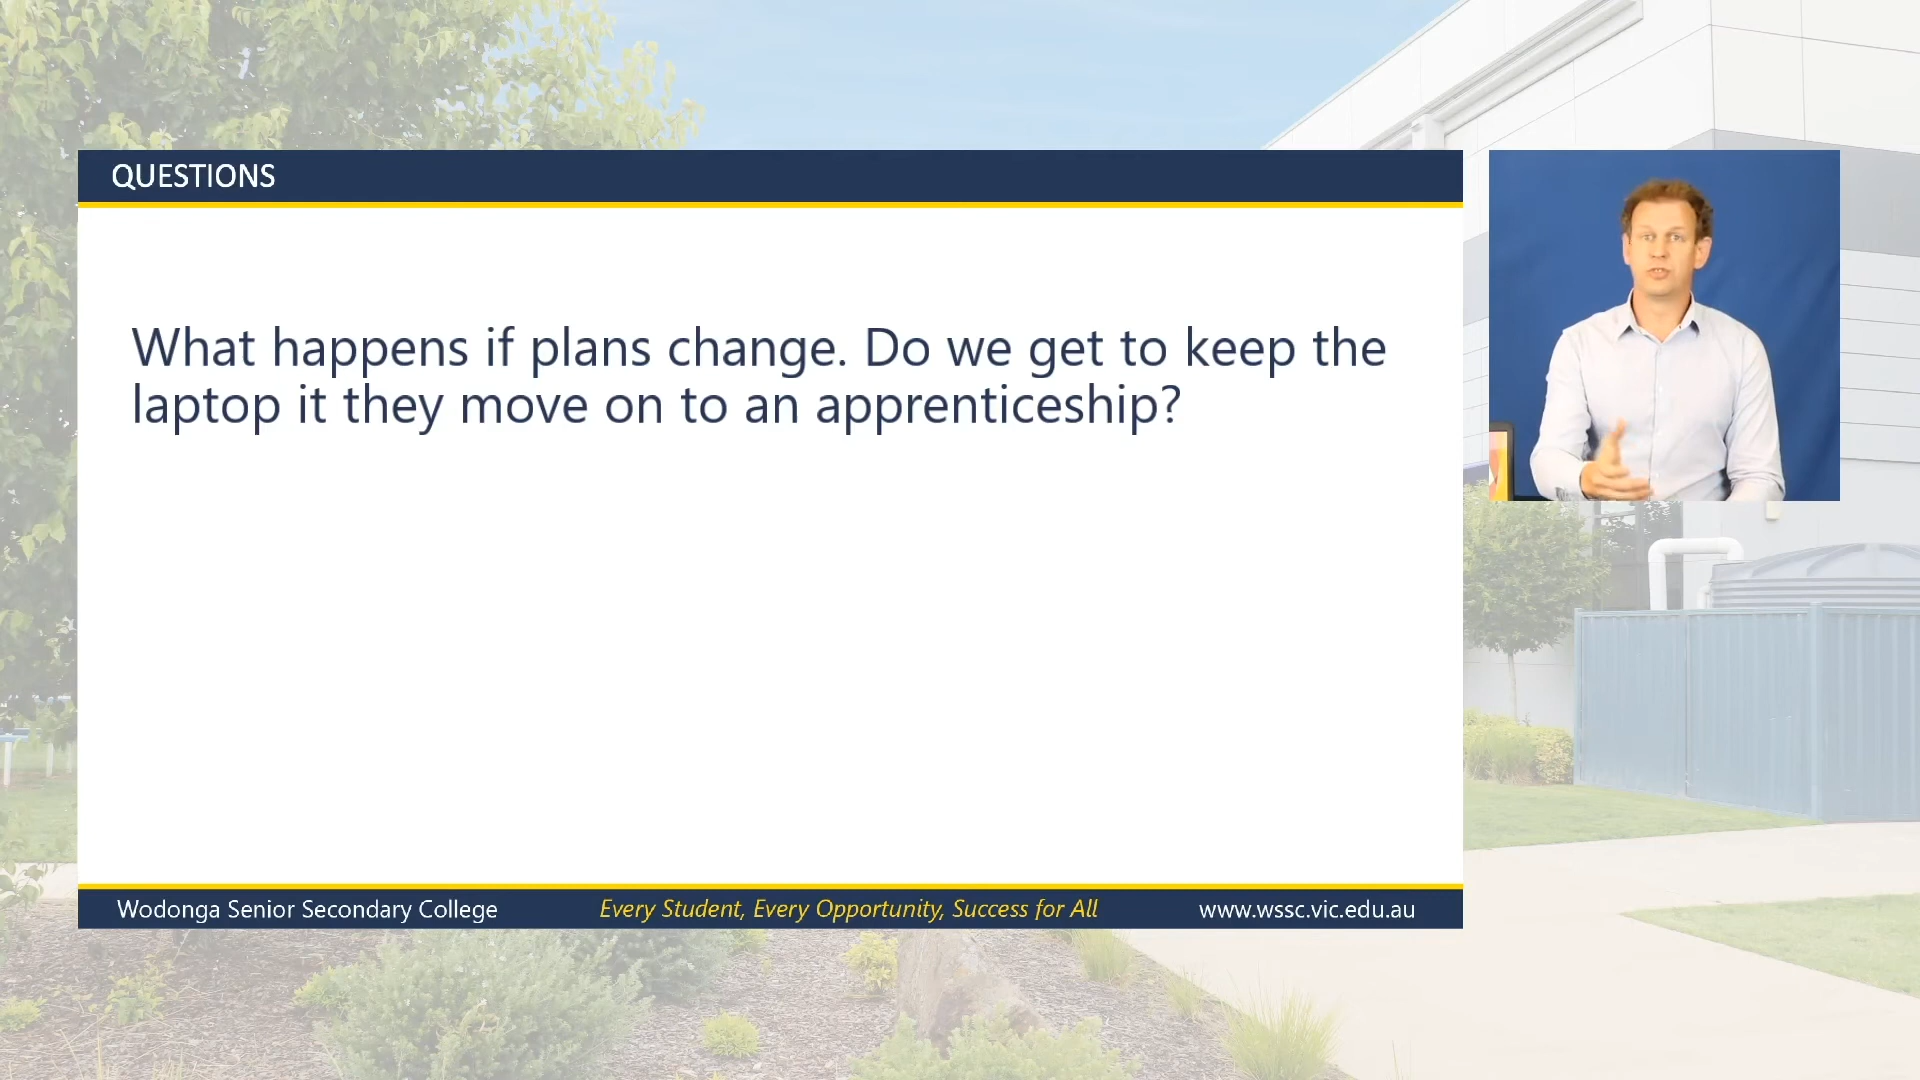 QUESTIONS
What happens if plans change. Do we get to keep the
laptop it they move on to an apprenticeship?
Wodonga Senior Secondary College
Every Student, Every Opportunity, Success for All
www.wssc.vic.edu.au